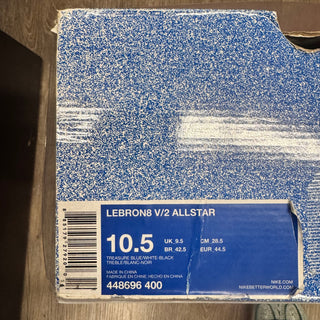 LEBRON8 V/2 ALLSTAR
10.5
UK 9.5
CM 28.5
BR 42.5
EUR 44.5
TREASURE BLUE/WHITE-BLACK
TREBLE/BLANC-NOIR
MADE IN CHINA
FABRIQUE EN CHINE/HECHO EN CHINA
448696 400
NIKE.COM
NIKEBETTERWORLD.COM